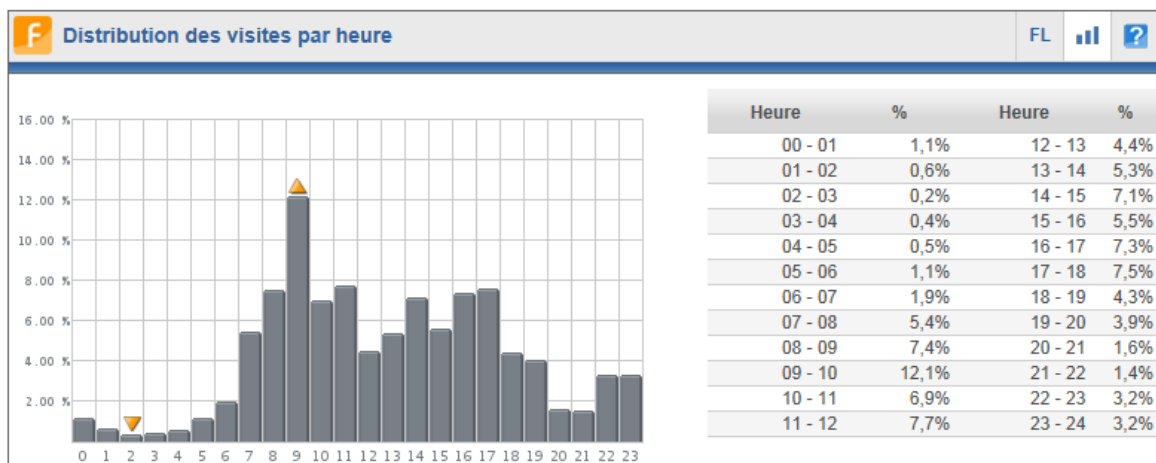 Distribution des visites par heure
FL
?
16.00 %
14.00 %
12.00 %
10.00 %
8.00 %
6.00 %
4.00 %
2.00 %
0 1 2 3 4 5 6 7 8 9 10 11 12 13 14 15 16 17 18 19 20 21 22 23
Heure % Heure %
00 - 01 1,1% 12 - 13 4,4%
01 - 02 0,6% 13 - 14 5,3%
02 - 03 0,2% 14 - 15 7,1%
03 - 04 0,4% 15 - 16 5,5%
04 - 05 0,5% 16 - 17 7,3%
05 - 06 1,1% 17 - 18 7,5%
06 - 07 1,9% 18 - 19 4,3%
07 - 08 5,4% 19 - 20 3,9%
08 - 09 7,4% 20 - 21 1,6%
09 - 10 12,1% 21 - 22 1,4%
10 - 11 6,9% 22 - 23 3,2%
11 - 12 7,7% 23 - 24 3,2%